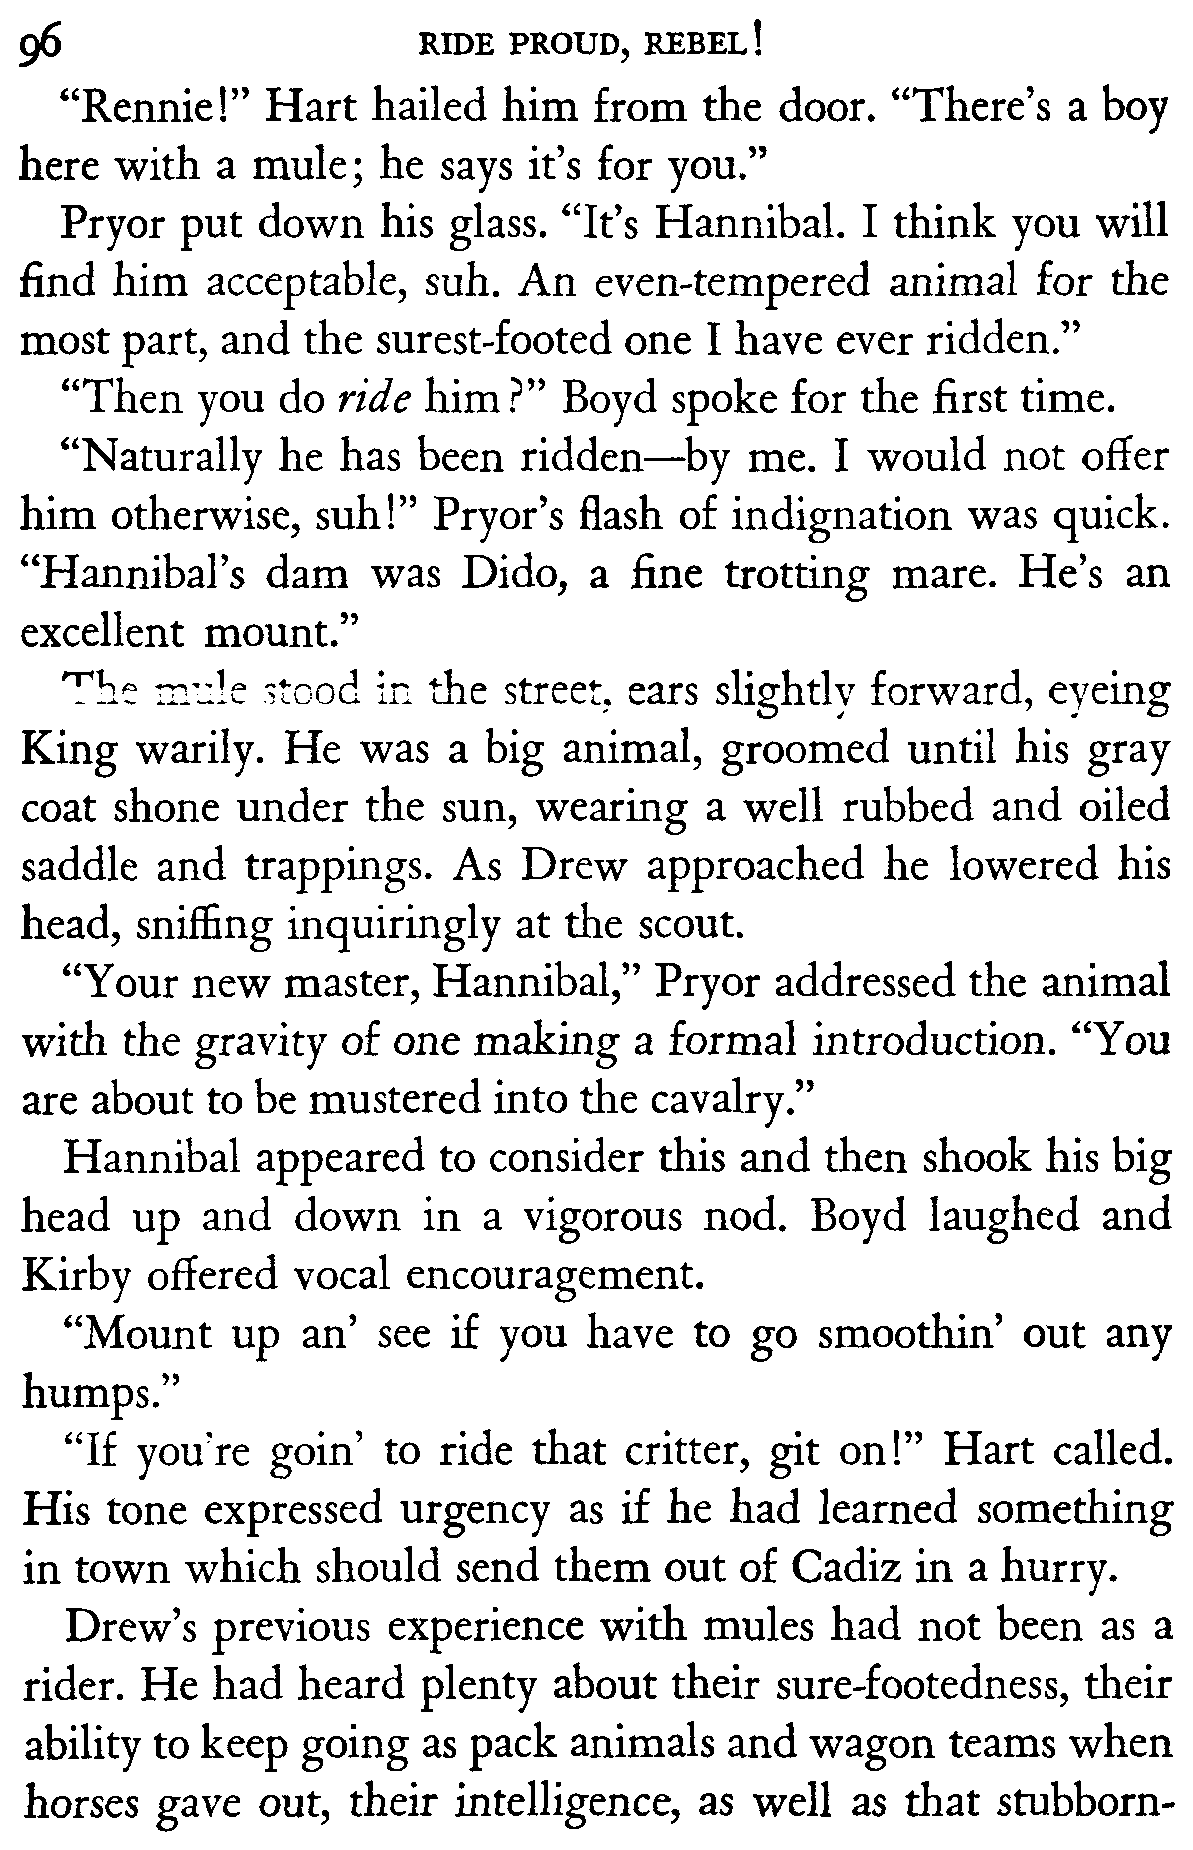 96 RIDE PROUD, REBEL!
“Rennie!” Hart hailed him from the door. “There’s a boy
here with a mule; he says it’s for you.”
Pryor put down his glass. “It’s Hannibal. I think you will
find him acceptable, suh. An even-tempered animal for the
most part, and the surest-footed one I have ever ridden.”
“Then you do ride him?” Boyd spoke for the first time.
“Naturally he has been ridden—by me. I would not offer
him otherwise, suh!” Pryor’s flash of indignation was quick.
“Hannibal’s dam was Dido, a fine trotting mare. He’s an
excellent mount.”
The mule stood in the street, ears slightly forward, eyeing
King warily. He was a big animal, groomed until his gray
coat shone under the sun, wearing a well rubbed and oiled
saddle and trappings. As Drew approached he lowered his
head, sniffing inquiringly at the scout.
“Your new master, Hannibal,” Pryor addressed the animal
with the gravity of one making a formal introduction. “You
are about to be mustered into the cavalry.”
Hannibal appeared to consider this and then shook his big
head up and down in a vigorous nod. Boyd laughed and
Kirby offered vocal encouragement.
“Mount up an’ see if you have to go smoothin’ out any
humps.”
“If you’re goin’ to ride that critter, git on!” Hart called.
His tone expressed urgency as if he had learned something
in town which should send them out of Cadiz in a hurry.
Drew’s previous experience with mules had not been as a
rider. He had heard plenty about their sure-footedness, their
ability to keep going as pack animals and wagon teams when
horses gave out, their intelligence, as well as that stubborn-